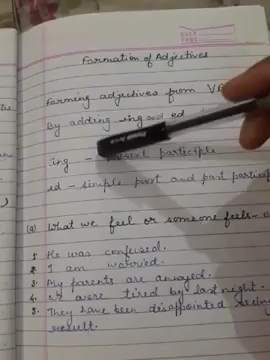 Formation of Adjectives
Forming adjectives from
By adding ing and ed
ing - participle
ed - simple past and past
(a) What we feel or someone feels-
1. He was confused.
2. I am worried.
3. My parents are annoyed.
4. were tired by last night.
5. They have been disappointed seeing
result.